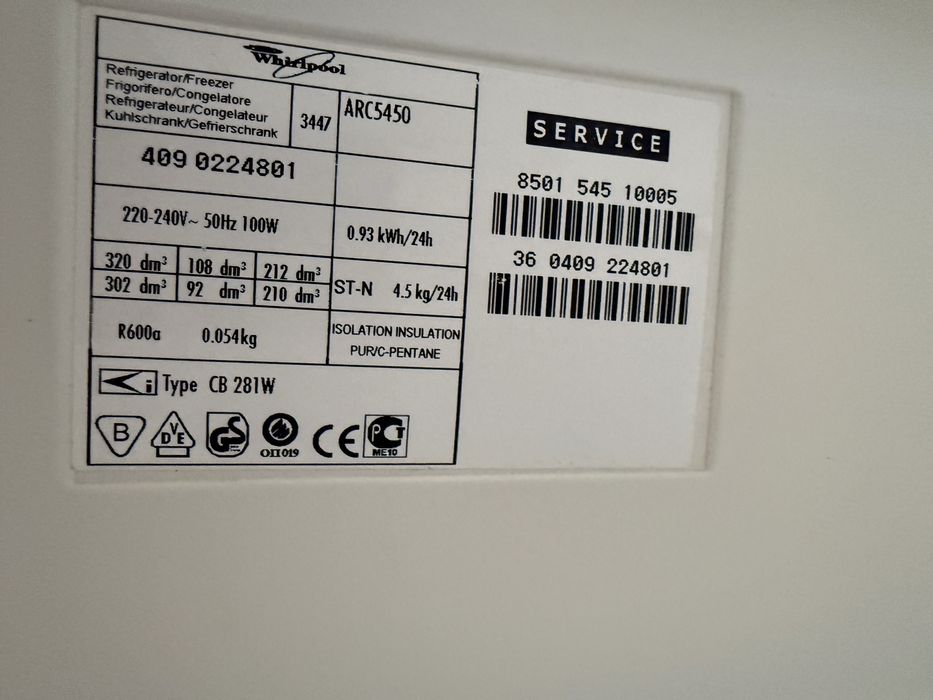 Whirlpool
Refrigerator/Freezer
Frigorifero/Congelatore
Refrigerateur/Congelateur
Kuhlschrank/Gefrierschrank
3447
ARC5450
409 0224801
220-240V~ 50Hz 100W
0.93 kWh/24h
320 dm³ 108 dm³ 212 dm³
302 dm³ 92 dm³ 210 dm³
ST-N 4.5 kg/24h
R600a 0.054kg
ISOLATION INSULATION
PUR/C-PENTANE
i Type CB 281W
B DVE GS ОП019 CE РСТ ME10
SERVICE
8501 545 10005
36 0409 224801